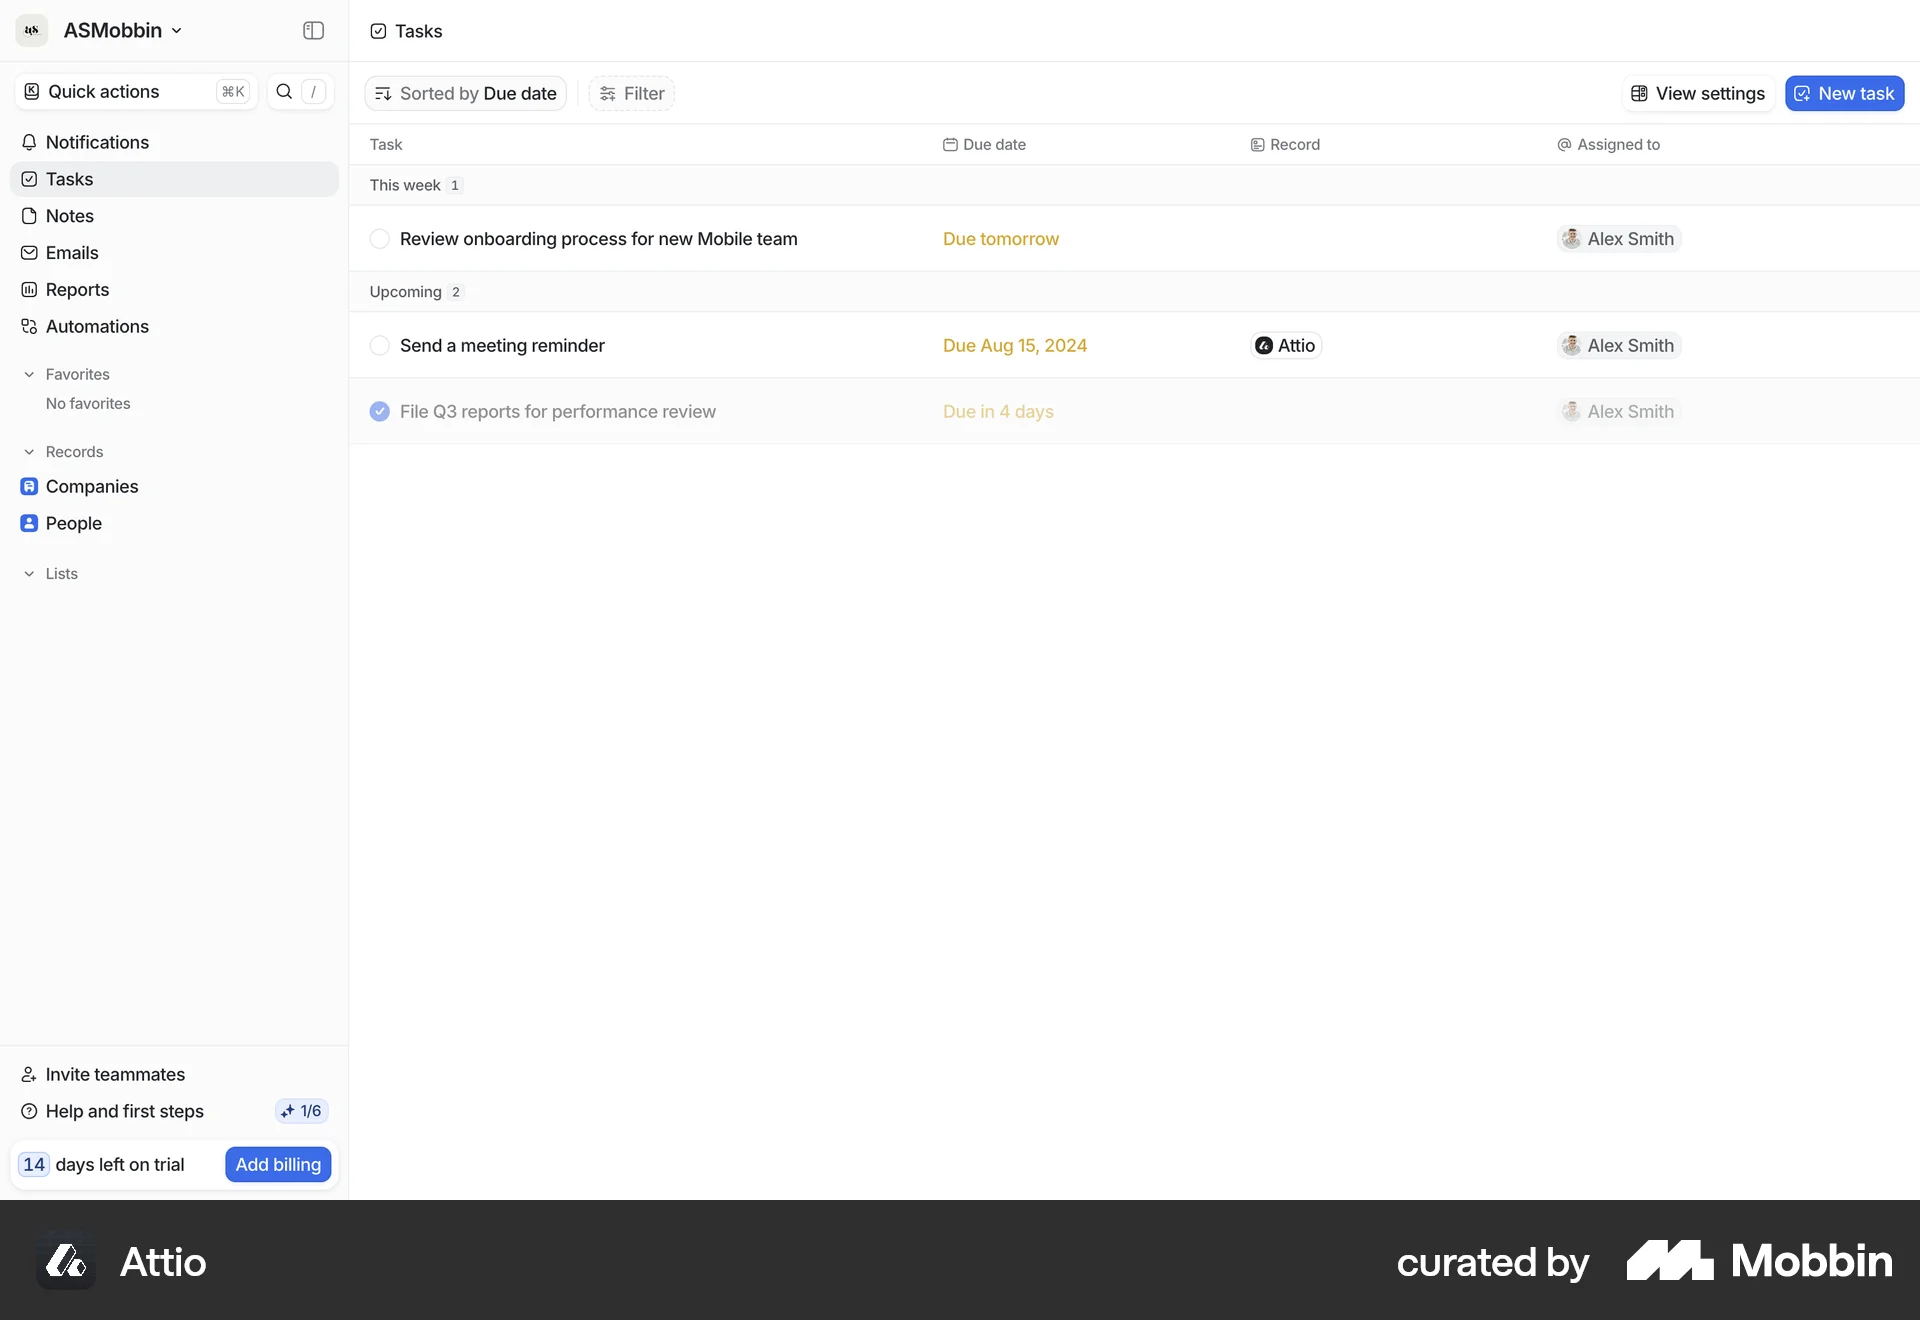 as
ASMobbin
Tasks
Quick actions
⌘K
/
Sorted by Due date
Filter
View settings
New task
Notifications
Tasks
Notes
Emails
Reports
Automations
Favorites
No favorites
Records
Companies
People
Lists
Task
Due date
Record
@ Assigned to
This week 1
Review onboarding process for new Mobile team
Due tomorrow
Alex Smith
Upcoming 2
Send a meeting reminder
Due Aug 15, 2024
Attio
Alex Smith
File Q3 reports for performance review
Due in 4 days
Alex Smith
Invite teammates
Help and first steps
1/6
14 days left on trial
Add billing
Attio
curated by
Mobbin